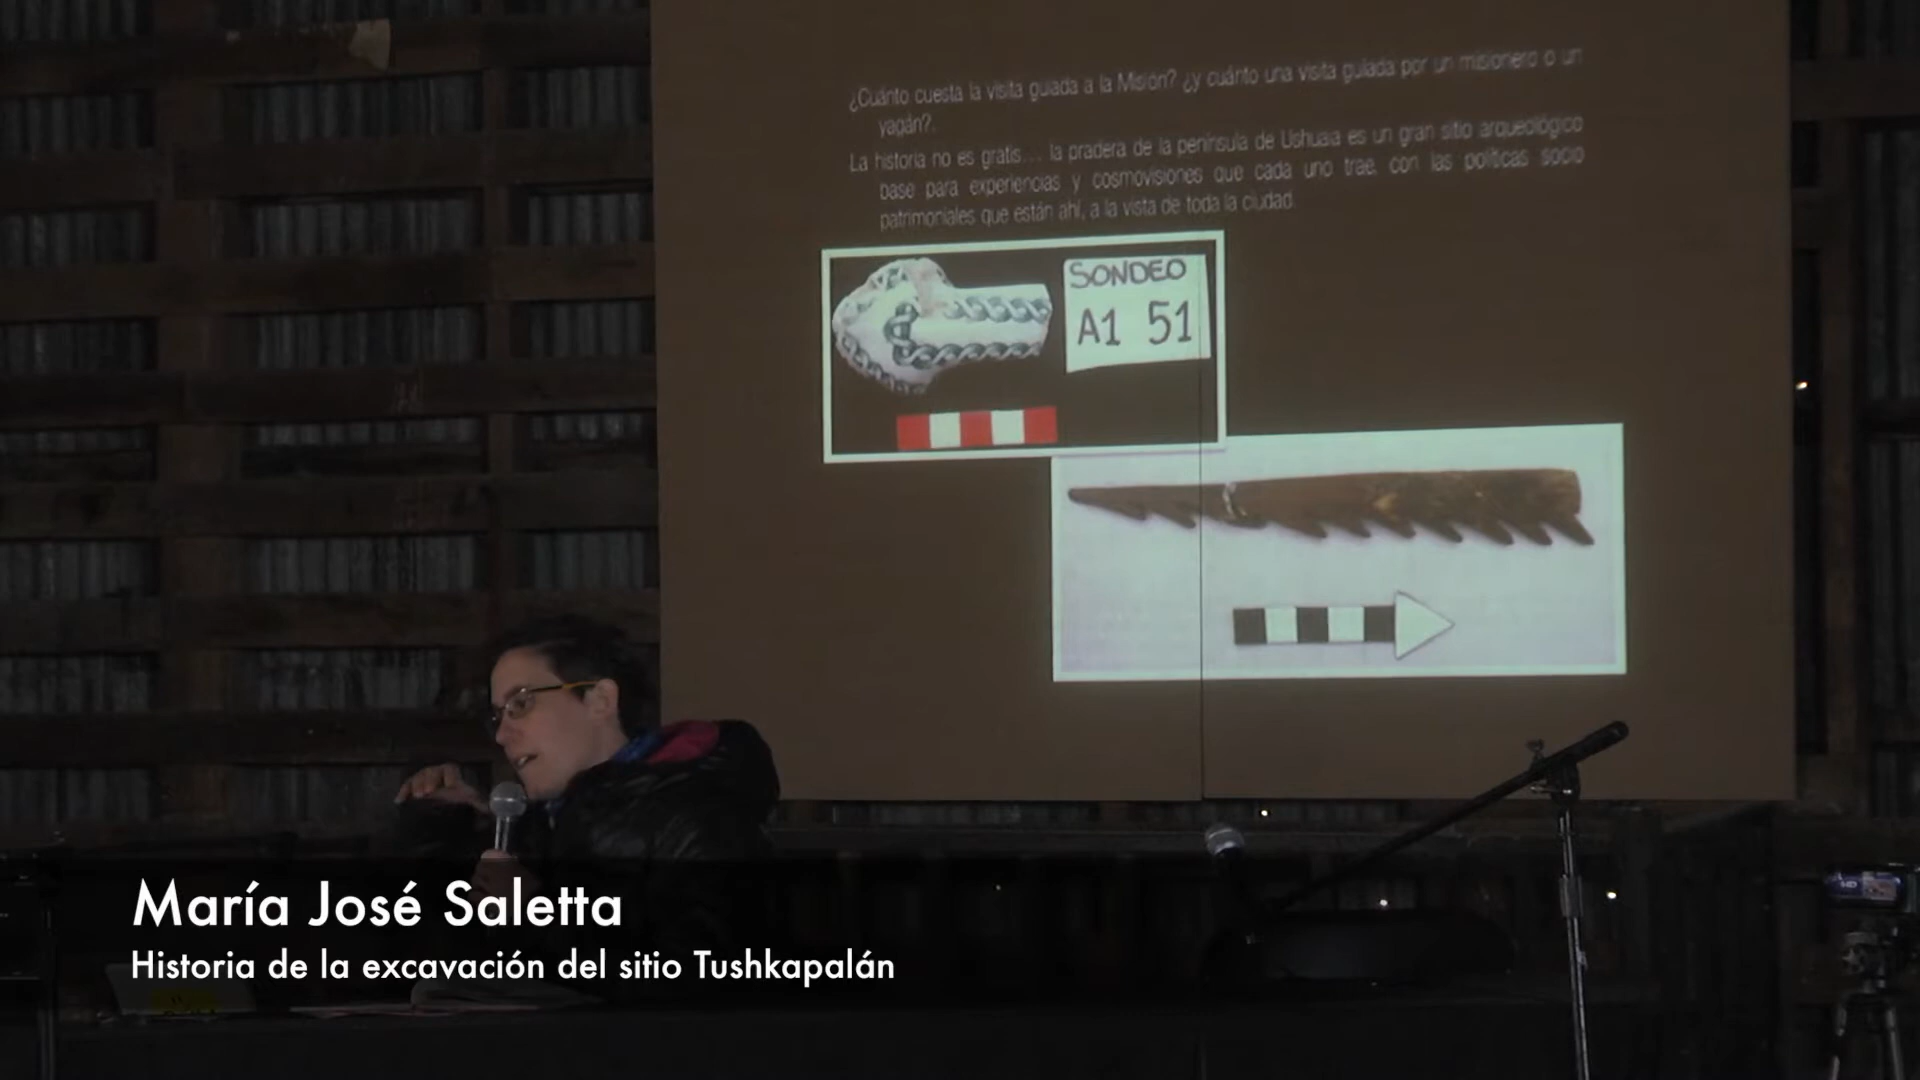 ¿Cuánto cuesta la visita guiada a la Misión? ¿y cuánto una visita guiada por un misionero o un
yagán?.
La historia no es gratis... la pradera de la península de Ushuaia es un gran sitio arqueológico
base para experiencias y cosmovisiones que cada uno trae, con las políticas socio
patrimoniales que están ahí, a la vista de toda la ciudad.
SONDEO
A1 51
María José Saletta
Historia de la excavación del sitio Tushkapalán
HD